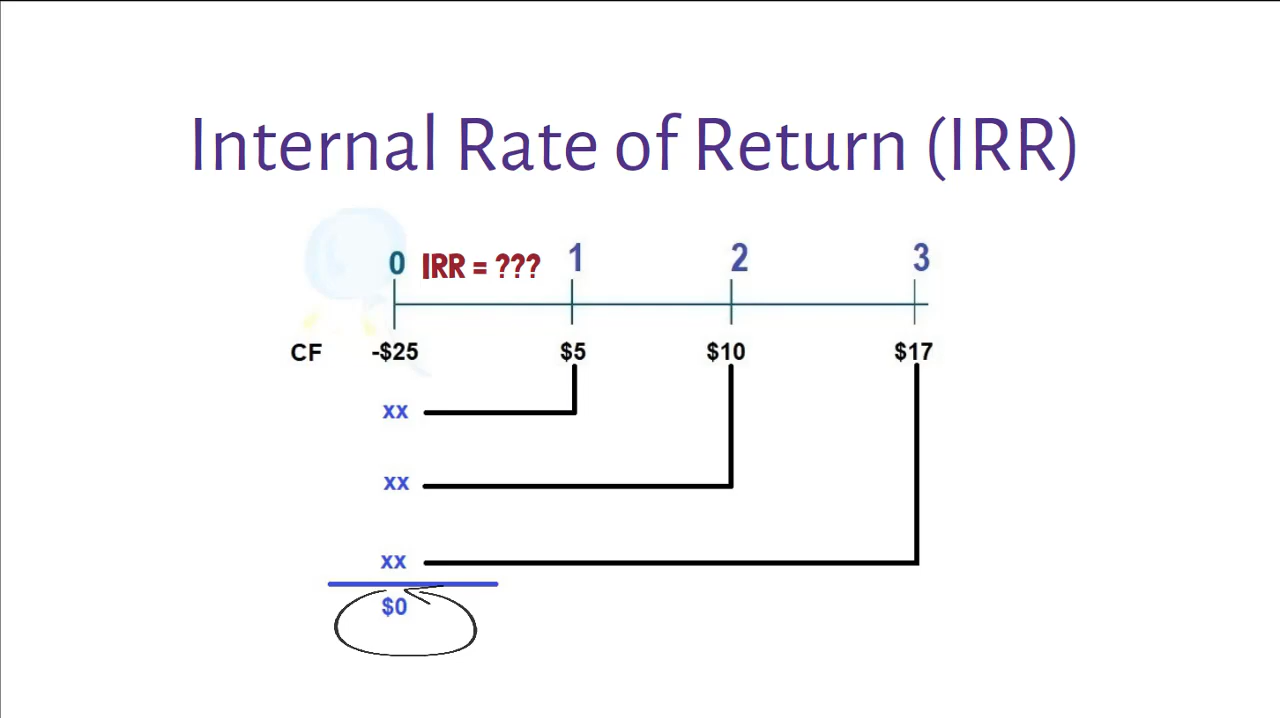 Internal Rate of Return (IRR)
0 IRR = ??? 1 2 3
CF -$25 $5 $10 $17
xx
xx
xx
$0